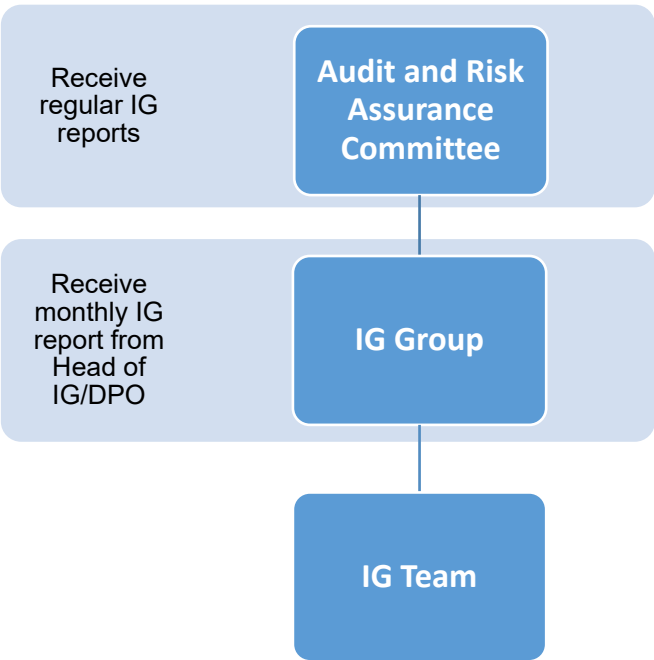 Receive
regular IG
reports
Audit and Risk
Assurance
Committee
Receive
monthly IG
report from
Head of
IG/DPO
IG Group
IG Team